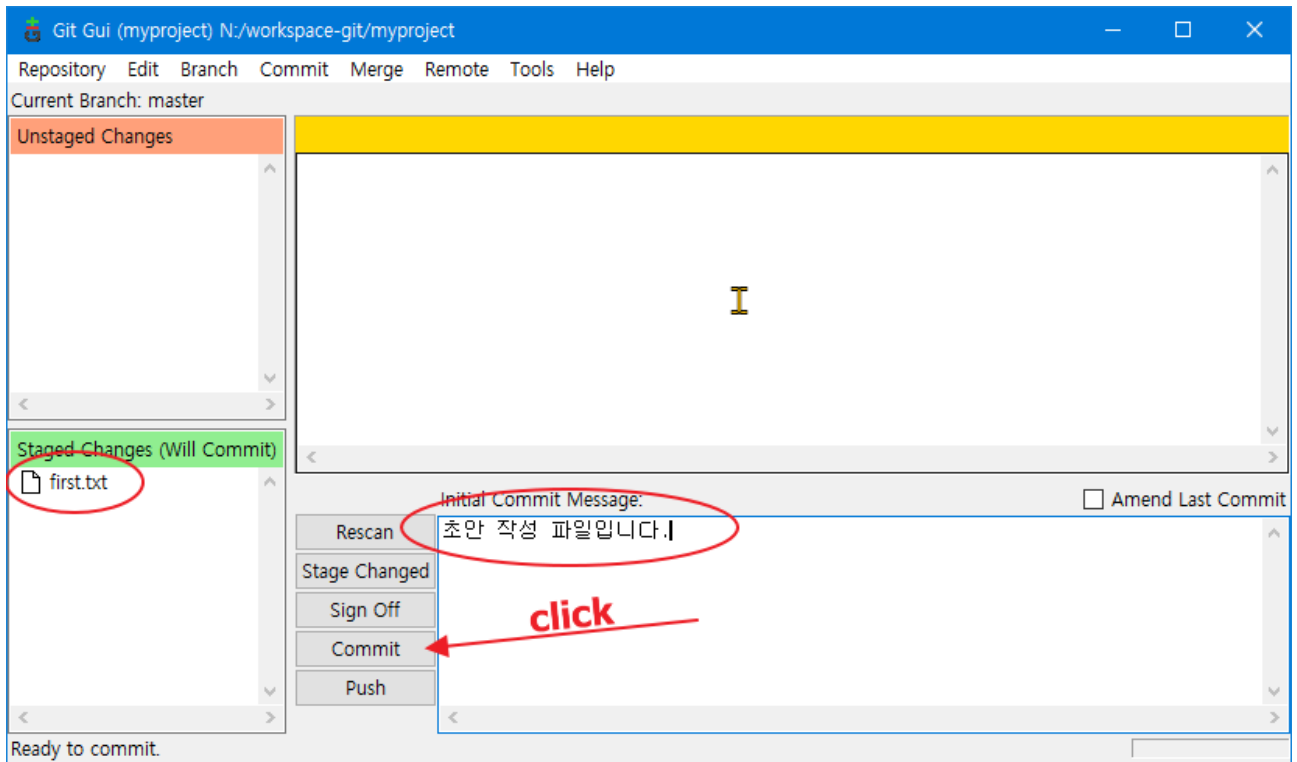 Git Gui (myproject) N:/workspace-git/myproject
Repository Edit Branch Commit Merge Remote Tools Help
Current Branch: master
Unstaged Changes
Staged Changes (Will Commit)
first.txt
Initial Commit Message:
Amend Last Commit
초안 작성 파일입니다.
Rescan
Stage Changed
Sign Off
click
Commit
Push
Ready to commit.